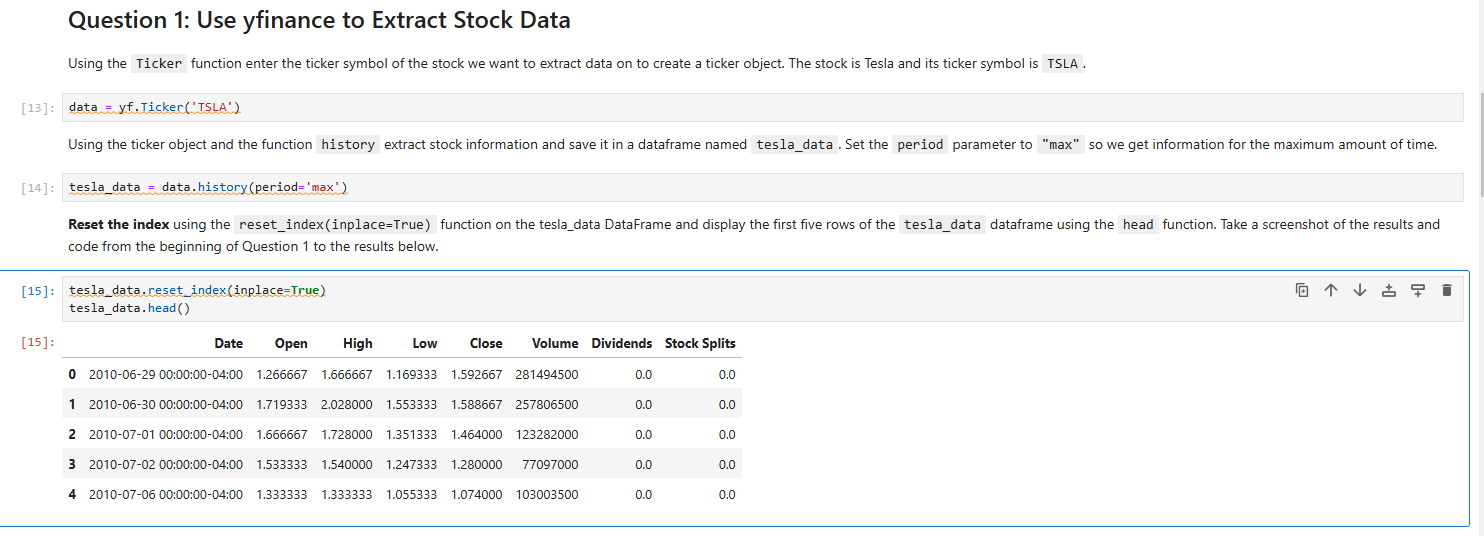 Question 1: Use yfinance to Extract Stock Data
Using the Ticker function enter the ticker symbol of the stock we want to extract data on to create a ticker object. The stock is Tesla and its ticker symbol is TSLA .
[13]: data = yf.Ticker('TSLA')
Using the ticker object and the function history extract stock information and save it in a dataframe named tesla_data . Set the period parameter to "max" so we get information for the maximum amount of time.
[14]: tesla_data = data.history(period='max')
Reset the index using the reset_index(inplace=True) function on the tesla_data DataFrame and display the first five rows of the tesla_data dataframe using the head function. Take a screenshot of the results and
code from the beginning of Question 1 to the results below.
[15]: tesla_data.reset_index(inplace=True)
tesla_data.head()
[15]: Date Open High Low Close Volume Dividends Stock Splits
0 2010-06-29 00:00:00-04:00 1.266667 1.666667 1.169333 1.592667 281494500 0.0 0.0
1 2010-06-30 00:00:00-04:00 1.719333 2.028000 1.553333 1.588667 257806500 0.0 0.0
2 2010-07-01 00:00:00-04:00 1.666667 1.728000 1.351333 1.464000 123282000 0.0 0.0
3 2010-07-02 00:00:00-04:00 1.533333 1.540000 1.247333 1.280000 77097000 0.0 0.0
4 2010-07-06 00:00:00-04:00 1.333333 1.333333 1.055333 1.074000 103003500 0.0 0.0